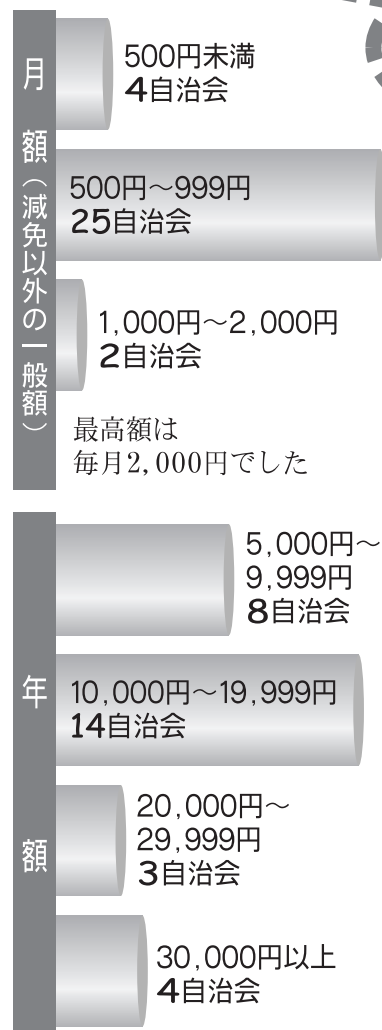 月額（減免以外の一般額）
500円未満
4自治会
500円～999円
25自治会
1,000円～2,000円
2自治会
最高額は
毎月2,000円でした
年額
5,000円～
9,999円
8自治会
10,000円～19,999円
14自治会
20,000円～
29,999円
3自治会
30,000円以上
4自治会